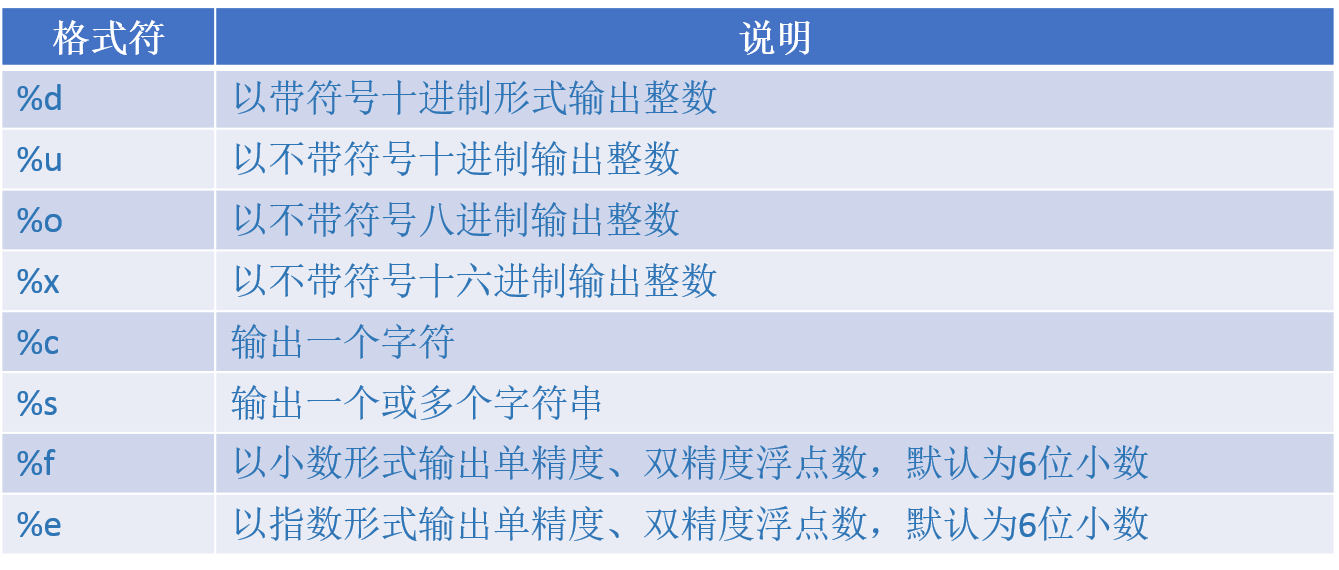 格式符 说明
%d 以带符号十进制形式输出整数
%u 以不带符号十进制输出整数
%o 以不带符号八进制输出整数
%x 以不带符号十六进制输出整数
%c 输出一个字符
%s 输出一个或多个字符串
%f 以小数形式输出单精度、双精度浮点数，默认为6位小数
%e 以指数形式输出单精度、双精度浮点数，默认为6位小数